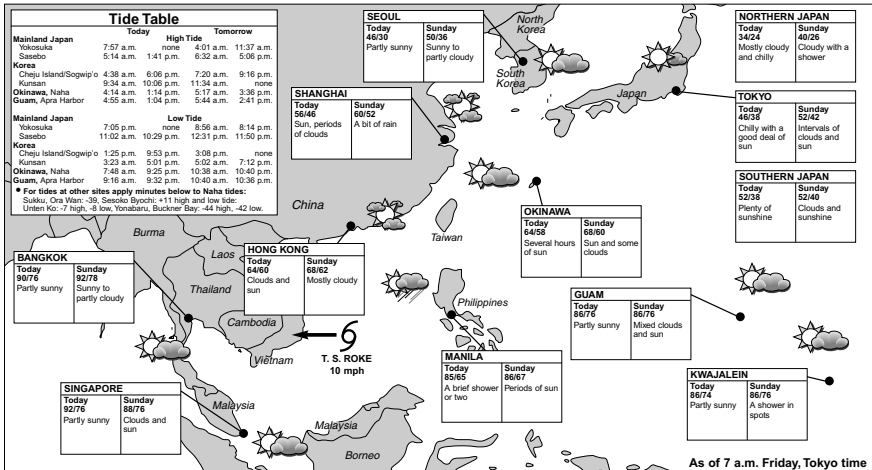 Tide Table
Today Tomorrow
Mainland Japan High Tide
Yokosuka 7:57 a.m. none 4:01 a.m. 11:37 a.m.
Sasebo 5:14 a.m. 1:41 p.m. 6:32 a.m. 5:06 p.m.
Korea
Cheju Island/Sogwip'o 4:38 a.m. 6:06 p.m. 7:20 a.m. 9:16 p.m.
Kunsan 9:34 a.m. 10:06 p.m. 11:34 a.m. none
Okinawa, Naha 4:14 a.m. 1:14 p.m. 5:17 a.m. 3:36 p.m.
Guam, Apra Harbor 4:55 a.m. 1:04 p.m. 5:44 a.m. 2:41 p.m.
Mainland Japan Low Tide
Yokosuka 7:05 p.m. none 8:56 a.m. 8:14 p.m.
Sasebo 11:02 a.m. 10:29 p.m. 12:31 p.m. 11:50 p.m.
Korea
Cheju Island/Sogwip'o 1:25 p.m. 9:53 p.m. 3:08 p.m. none
Kunsan 3:23 a.m. 5:01 p.m. 5:02 a.m. 7:12 p.m.
Okinawa, Naha 7:48 a.m. 9:25 p.m. 10:38 a.m. 10:40 p.m.
Guam, Apra Harbor 9:16 a.m. 9:32 p.m. 10:40 a.m. 10:36 p.m.
• For tides at other sites apply minutes below to Naha tides:
Sukku, Ora Wan: -39, Sesoko Byochi: +11 high and low tide:
Unten Ko: -7 high, -8 low, Yonabaru, Buckner Bay: -44 high, -42 low.
SEOUL
Today Sunday
46/30 50/36
Partly sunny Sunny to
partly cloudy
North
Korea
South
Korea
Japan
NORTHERN JAPAN
Today Sunday
34/24 40/26
Mostly cloudy Cloudy with a
and chilly shower
TOKYO
Today Sunday
46/38 52/42
Chilly with a Intervals of
good deal of clouds and
sun sun
SOUTHERN JAPAN
Today Sunday
52/38 52/40
Plenty of Clouds and
sunshine sunshine
SHANGHAI
Today Sunday
56/46 60/52
Sun, periods A bit of rain
of clouds
China
Taiwan
OKINAWA
Today Sunday
64/58 68/60
Several hours Sun and some
of sun clouds
Burma
Laos
Thailand
Cambodia
Vietnam
HONG KONG
Today Sunday
64/60 68/62
Clouds and Mostly cloudy
sun
BANGKOK
Today Sunday
90/76 92/78
Partly sunny Sunny to
partly cloudy
T. S. ROKE
10 mph
Philippines
GUAM
Today Sunday
86/76 86/76
Partly sunny Mixed clouds
and sun
MANILA
Today Sunday
85/65 86/67
A brief shower Periods of sun
or two
KWAJALEIN
Today Sunday
86/74 86/76
Partly sunny A shower in
spots
SINGAPORE
Today Sunday
92/76 88/76
Partly sunny Clouds and
sun
Malaysia
Malaysia
Borneo
As of 7 a.m. Friday, Tokyo time